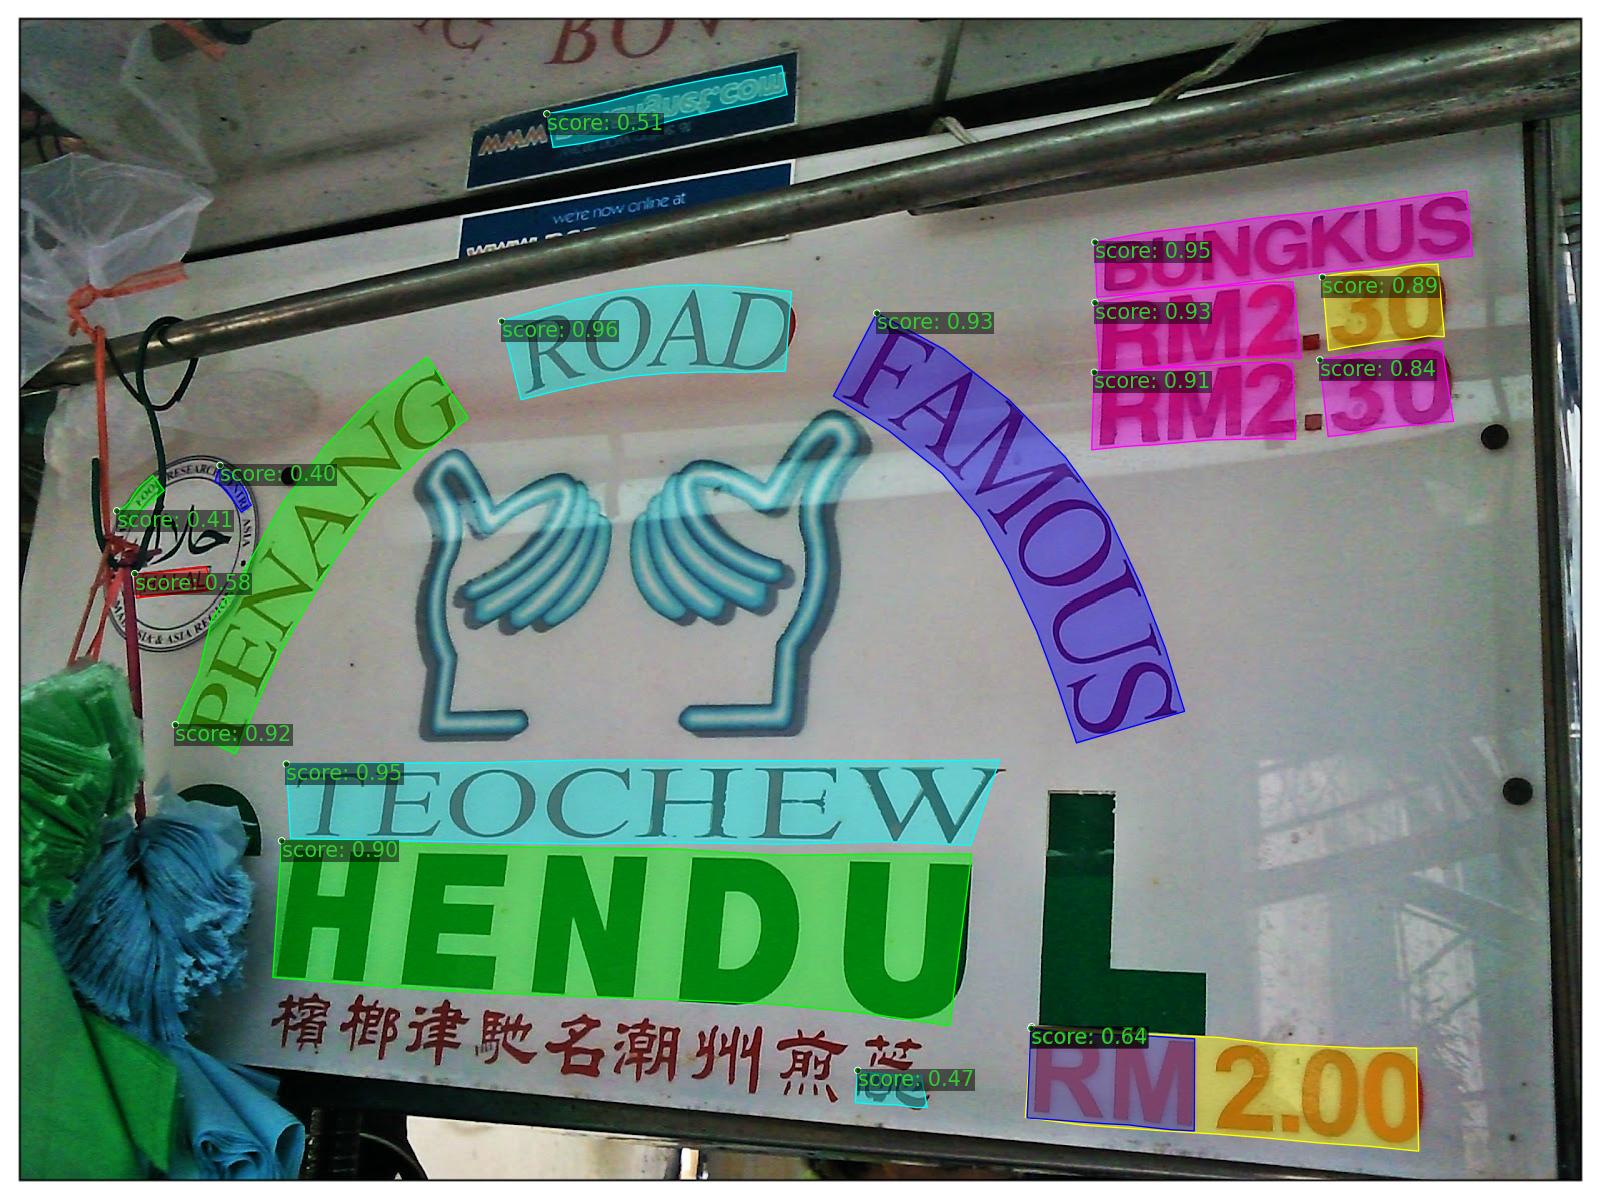 we're now online at
BUNGKUS
RM2.30
RM2.30
PENANG ROAD FAMOUS
TEOCHEW
CHENDUL
檳榔律馳名潮州煎蕊
RM 2.00
score: 0.51
score: 0.95
score: 0.89
score: 0.93
score: 0.84
score: 0.91
score: 0.96
score: 0.93
score: 0.40
score: 0.41
score: 0.58
score: 0.92
score: 0.95
score: 0.90
score: 0.64
score: 0.47